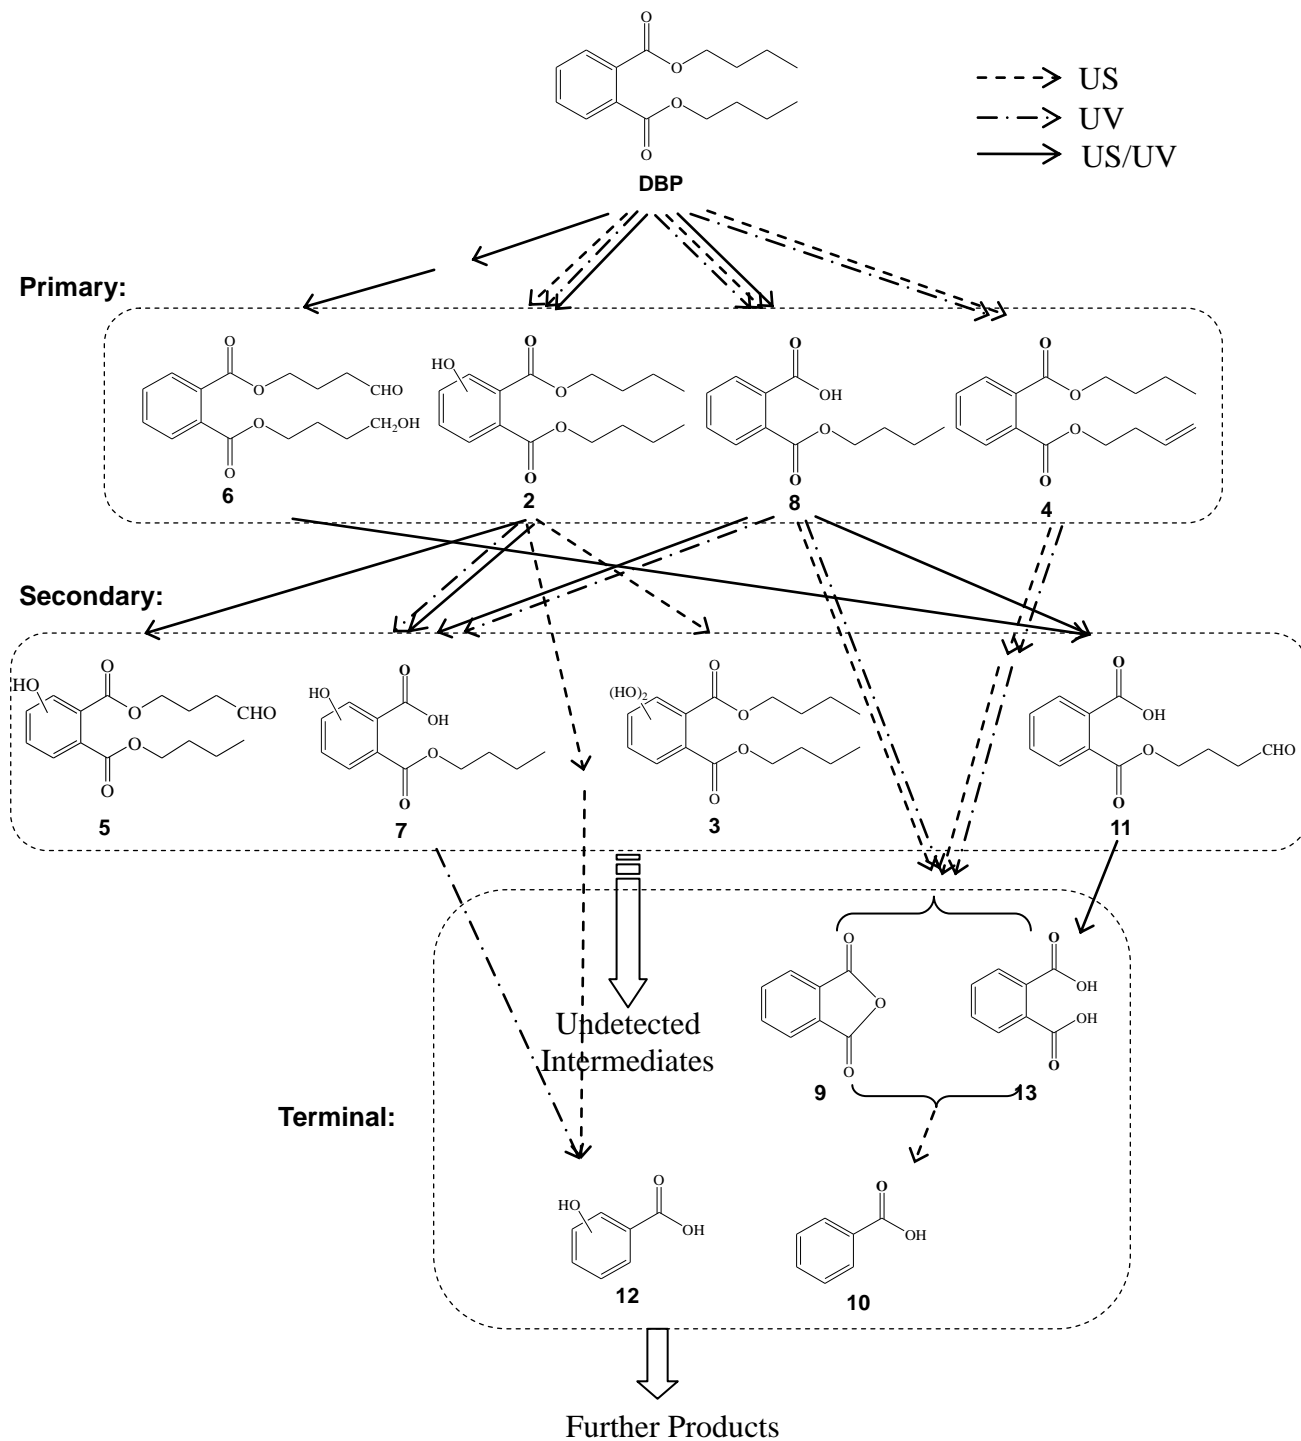 O
O
O
O
DBP
US
UV
US/UV
Primary:
O
O
CHO
O
CH2OH
O
6
HO
O
O
O
O
2
O
OH
O
O
8
O
O
O
O
4
Secondary:
HO
O
O
CHO
O
O
5
HO
O
OH
O
O
7
(HO)2
O
O
O
O
3
O
OH
O
CHO
O
11
Undetected
Intermediates
O
O
O
9
O
OH
OH
O
13
Terminal:
HO
O
OH
12
O
OH
10
Further Products